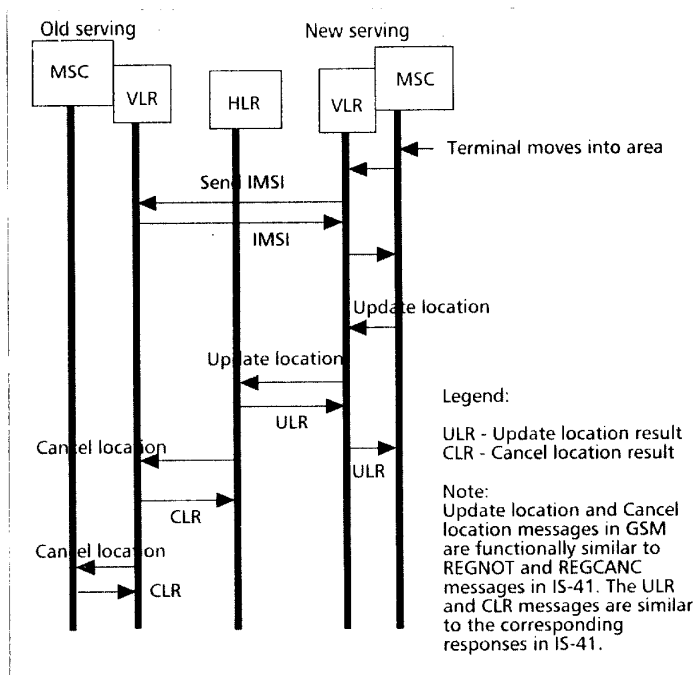 Old serving
New serving
MSC
VLR
HLR
VLR
MSC
Terminal moves into area
Send IMSI
IMSI
Update location
Update location
ULR
Cancel location
ULR
CLR
Cancel location
CLR
Legend:
ULR - Update location result
CLR - Cancel location result
Note:
Update location and Cancel
location messages in GSM
are functionally similar to
REGNOT and REGCANC
messages in IS-41. The ULR
and CLR messages are similar
to the corresponding
responses in IS-41.